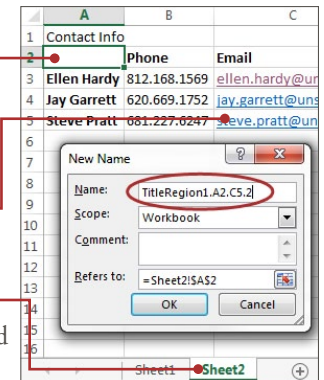 A B C
1 Contact Info
2 Phone Email
3 Ellen Hardy 812.168.1569 ellen.hardy@un
4 Jay Garrett 620.669.1752 jay.garrett@uns
5 Steve Pratt 681.227.6247 steve.pratt@un
6
7
8
9
10
11
12
13
14
15
16
New Name
Name: TitleRegion1.A2.C5.2
Scope: Workbook
Comment:
Refers to: =Sheet2!$A$2
OK Cancel
d
Sheet1 Sheet2